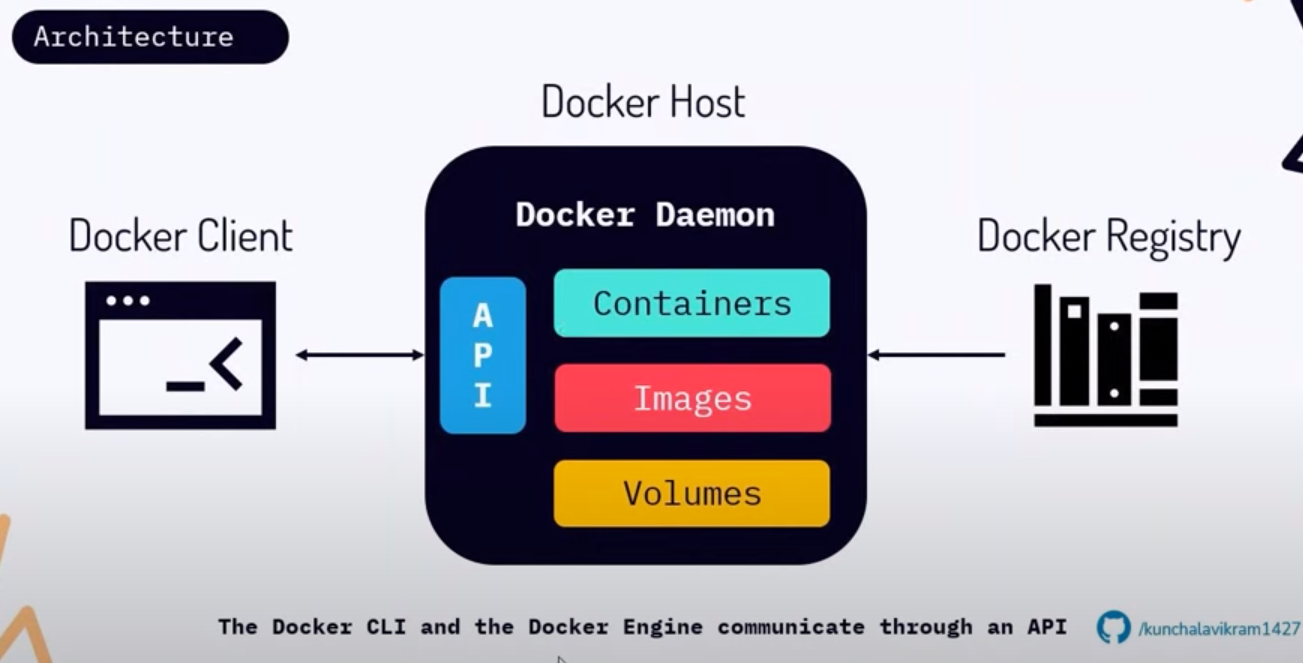 Architecture
Docker Host
Docker Daemon
Docker Client
Docker Registry
API
Containers
Images
Volumes
The Docker CLI and the Docker Engine communicate through an API
/kunchalavikram1427